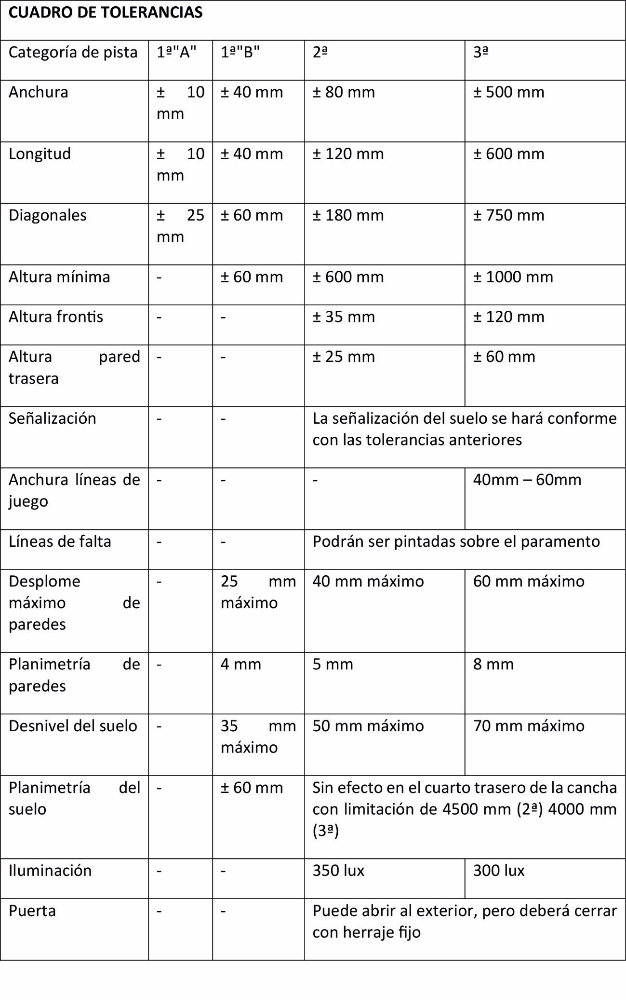 CUADRO DE TOLERANCIAS
Categoría de pista 1ª"A" 1ª"B" 2ª 3ª
Anchura ± 10 mm ± 40 mm ± 80 mm ± 500 mm
Longitud ± 10 mm ± 40 mm ± 120 mm ± 600 mm
Diagonales ± 25 mm ± 60 mm ± 180 mm ± 750 mm
Altura mínima - ± 60 mm ± 600 mm ± 1000 mm
Altura frontis - - ± 35 mm ± 120 mm
Altura pared trasera - - ± 25 mm ± 60 mm
Señalización - - La señalización del suelo se hará conforme con las tolerancias anteriores
Anchura líneas de juego - - - 40mm – 60mm
Líneas de falta - - Podrán ser pintadas sobre el paramento
Desplome máximo de paredes - 25 mm máximo 40 mm máximo 60 mm máximo
Planimetría de paredes - 4 mm 5 mm 8 mm
Desnivel del suelo - 35 mm máximo 50 mm máximo 70 mm máximo
Planimetría del suelo - ± 60 mm Sin efecto en el cuarto trasero de la cancha con limitación de 4500 mm (2ª) 4000 mm (3ª)
Iluminación - - 350 lux 300 lux
Puerta - - Puede abrir al exterior, pero deberá cerrar con herraje fijo